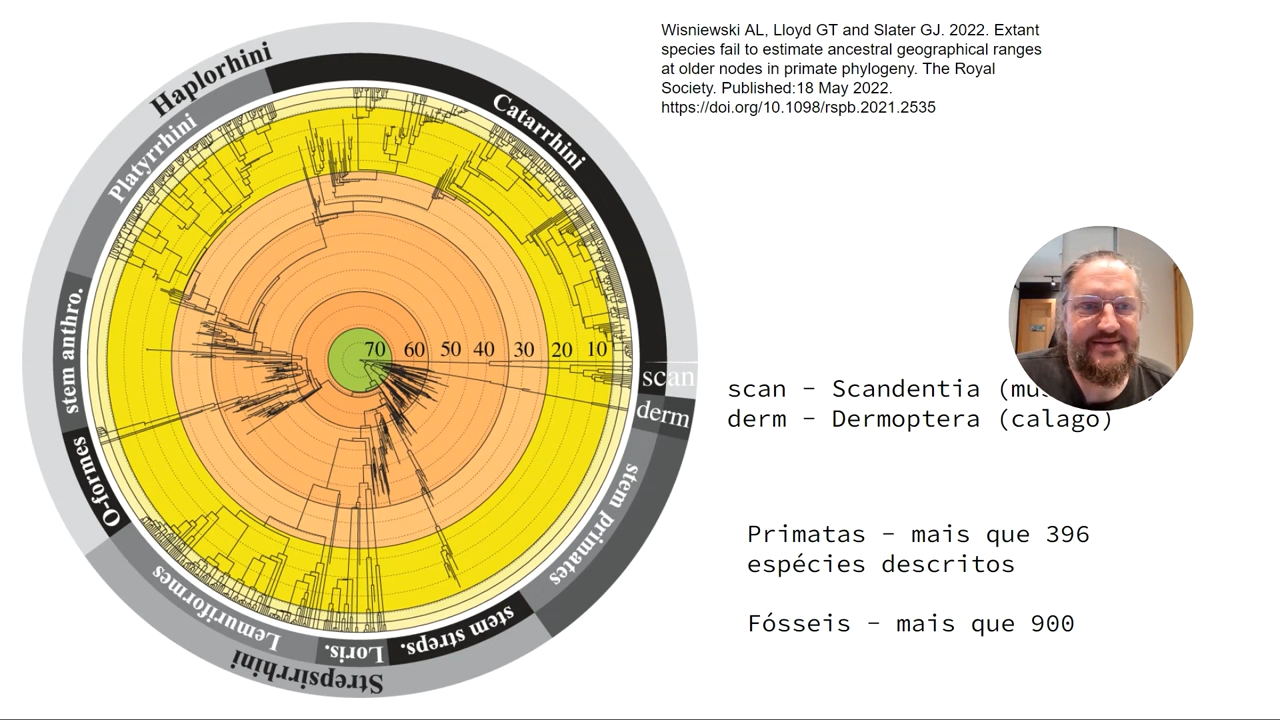 Wisniewski AL, Lloyd GT and Slater GJ. 2022. Extant
species fail to estimate ancestral geographical ranges
at older nodes in primate phylogeny. The Royal
Society. Published:18 May 2022.
https://doi.org/10.1098/rspb.2021.2535
Haplorhini
Platyrrhini
Catarrhini
stem anthro.
70 60 50 40 30 20 10
scan
derm
O-formes
stem primates
Lemuriformes
Loris.
stem streps.
Strepsirrhini
scan - Scandentia
derm - Dermoptera (calago)
Primatas - mais que 396
espécies descritos
Fósseis - mais que 900